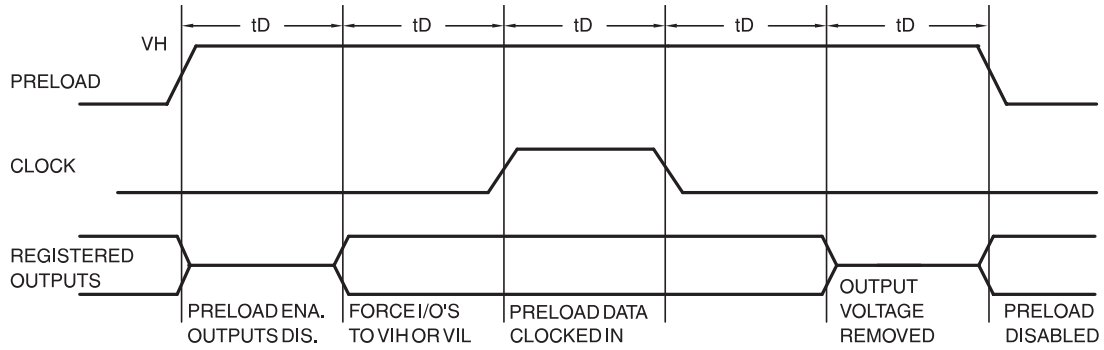 tD tD tD tD tD
VH
PRELOAD
CLOCK
REGISTERED
OUTPUTS
PRELOAD ENA.
OUTPUTS DIS.
FORCE I/O'S
TO VIH OR VIL
PRELOAD DATA
CLOCKED IN
OUTPUT
VOLTAGE
REMOVED
PRELOAD
DISABLED